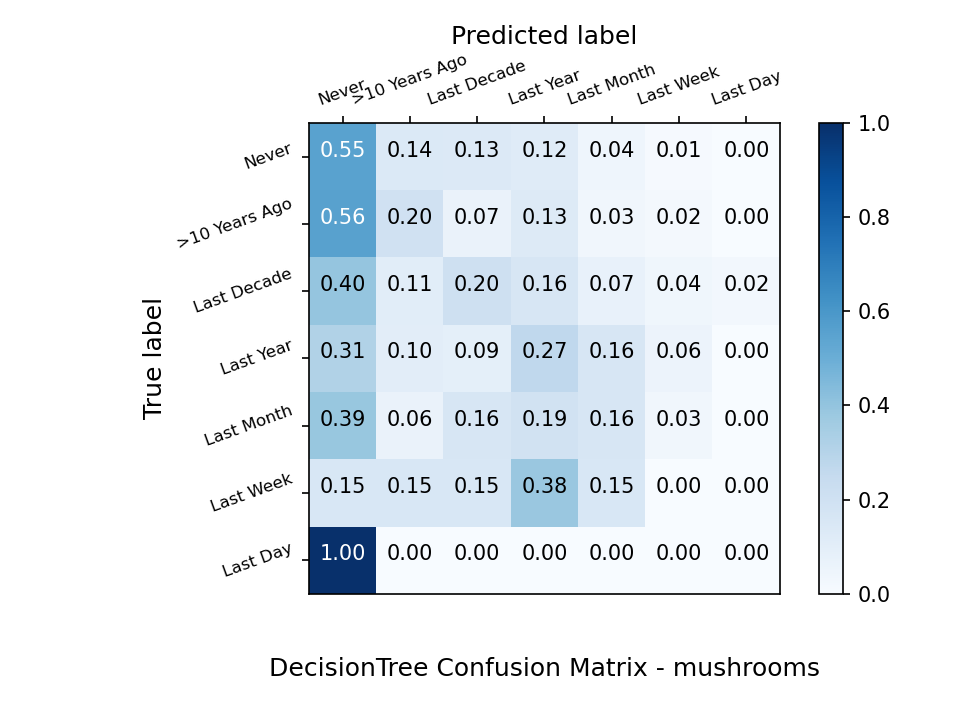 Predicted label
Never >10 Years Ago Last Decade Last Year Last Month Last Week Last Day
1.0
Never 0.55 0.14 0.13 0.12 0.04 0.01 0.00
>10 Years Ago 0.56 0.20 0.07 0.13 0.03 0.02 0.00
0.8
Last Decade 0.40 0.11 0.20 0.16 0.07 0.04 0.02
0.6
True label
Last Year 0.31 0.10 0.09 0.27 0.16 0.06 0.00
0.4
Last Month 0.39 0.06 0.16 0.19 0.16 0.03 0.00
Last Week 0.15 0.15 0.15 0.38 0.15 0.00 0.00
0.2
Last Day 1.00 0.00 0.00 0.00 0.00 0.00 0.00
0.0
DecisionTree Confusion Matrix - mushrooms